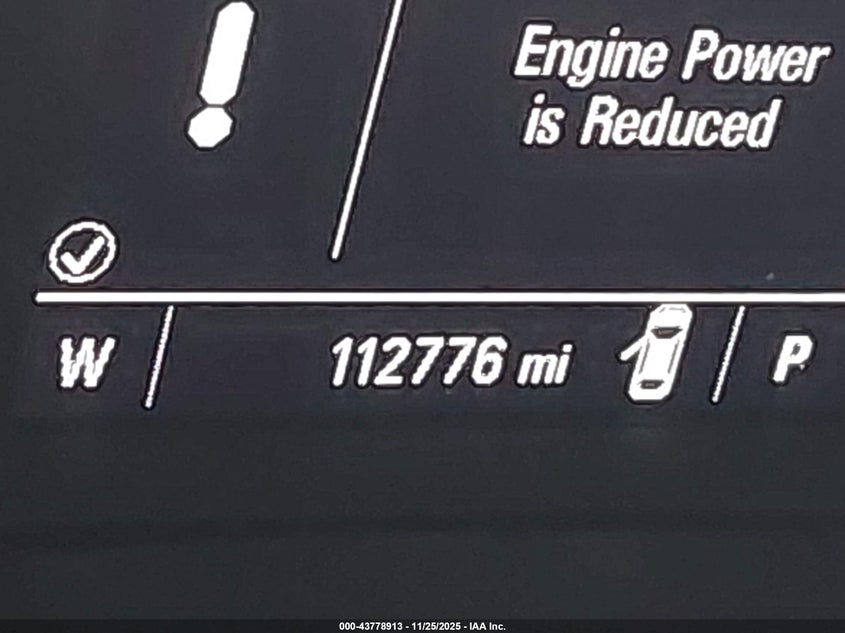 Engine Power
is Reduced
W 112776 mi P
000-43778913 - 11/25/2025 - IAA Inc.